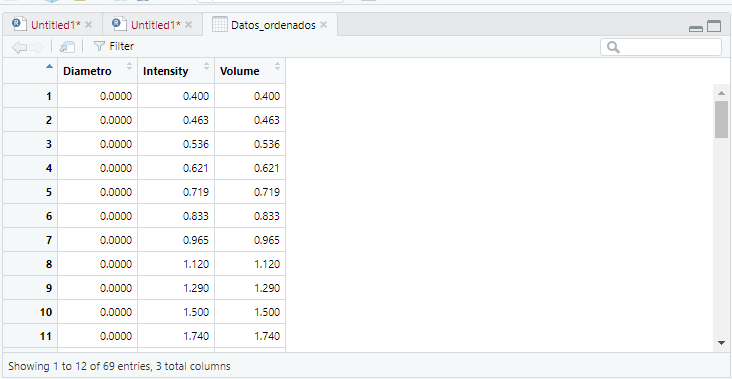 Untitled1* Untitled1* Datos_ordenados
Filter
Diametro Intensity Volume
1 0.0000 0.400 0.400
2 0.0000 0.463 0.463
3 0.0000 0.536 0.536
4 0.0000 0.621 0.621
5 0.0000 0.719 0.719
6 0.0000 0.833 0.833
7 0.0000 0.965 0.965
8 0.0000 1.120 1.120
9 0.0000 1.290 1.290
10 0.0000 1.500 1.500
11 0.0000 1.740 1.740
Showing 1 to 12 of 69 entries, 3 total columns